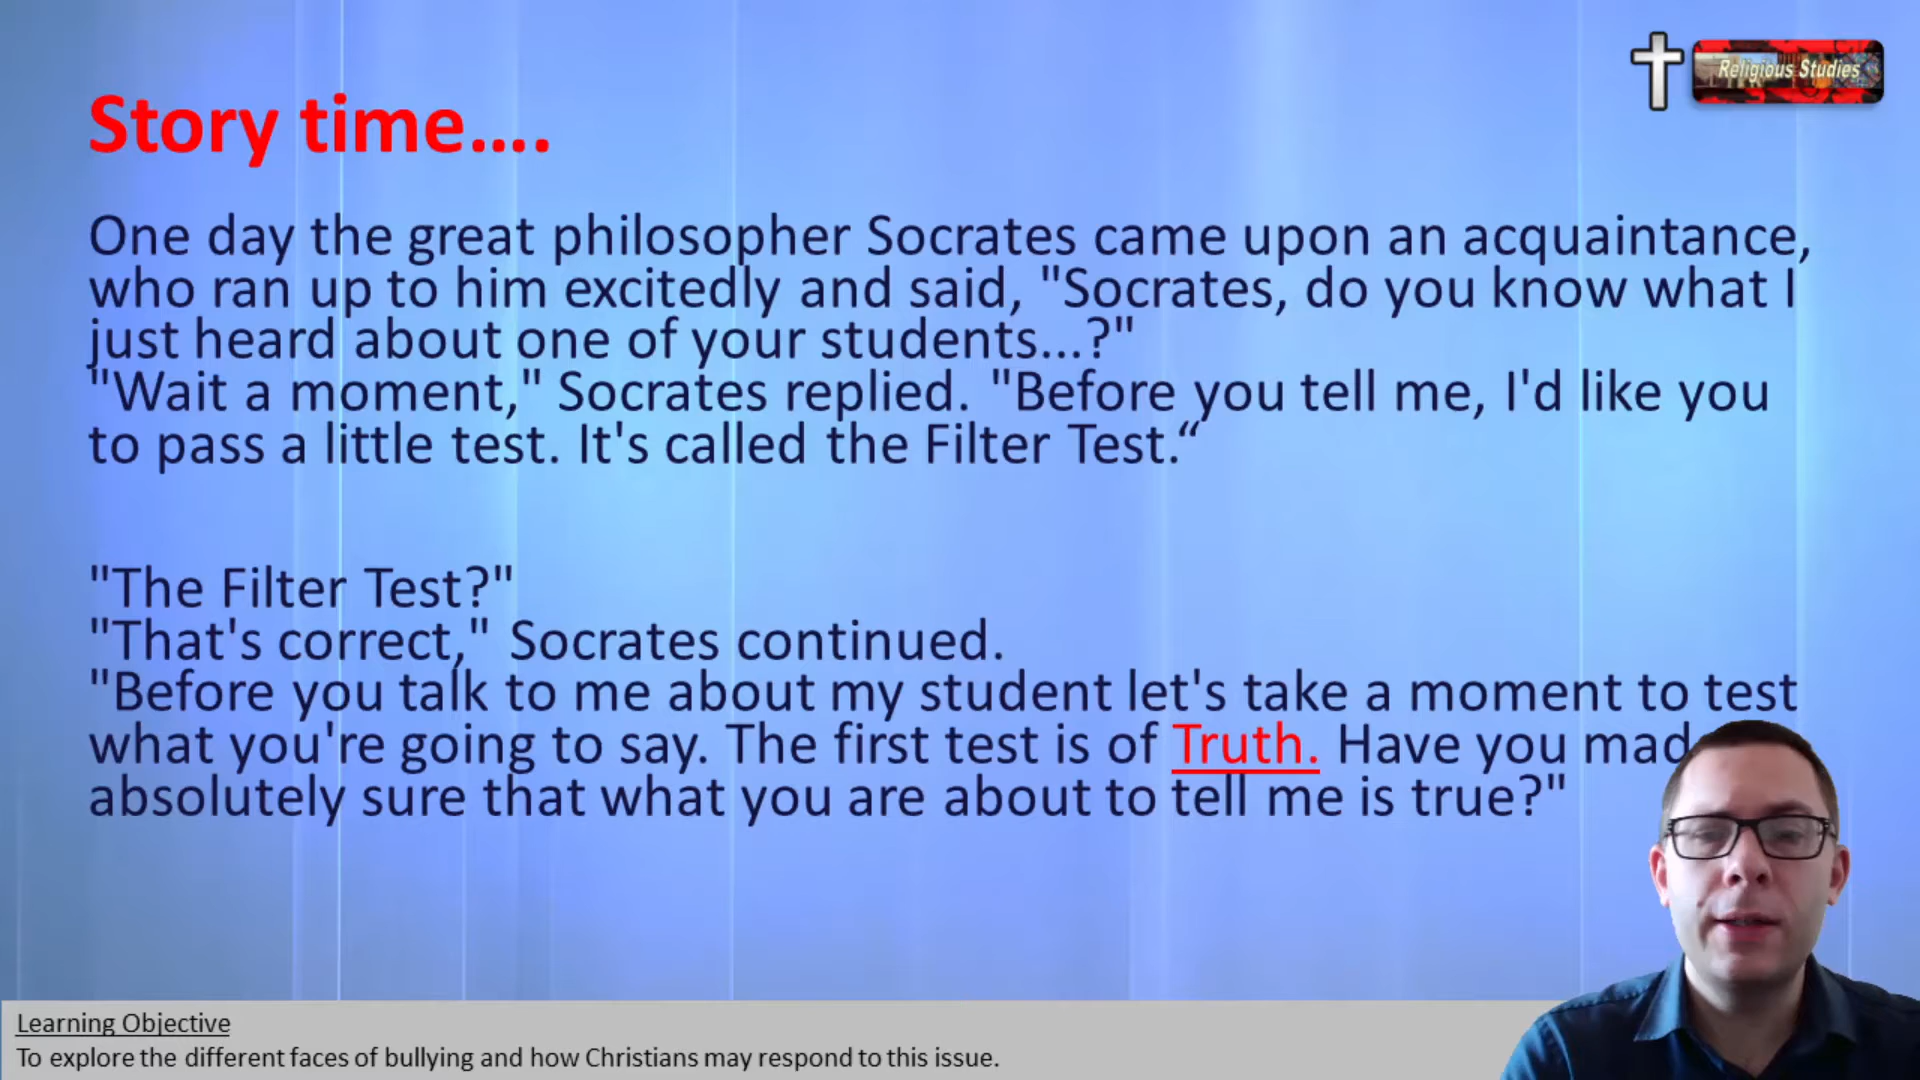 Religious Studies
Story time....
One day the great philosopher Socrates came upon an acquaintance,
who ran up to him excitedly and said, "Socrates, do you know what I
just heard about one of your students...?"
"Wait a moment," Socrates replied. "Before you tell me, I'd like you
to pass a little test. It's called the Filter Test.“
"The Filter Test?"
"That's correct," Socrates continued.
"Before you talk to me about my student let's take a moment to test
what you're going to say. The first test is of Truth. Have you mad
absolutely sure that what you are about to tell me is true?"
Learning Objective
To explore the different faces of bullying and how Christians may respond to this issue.